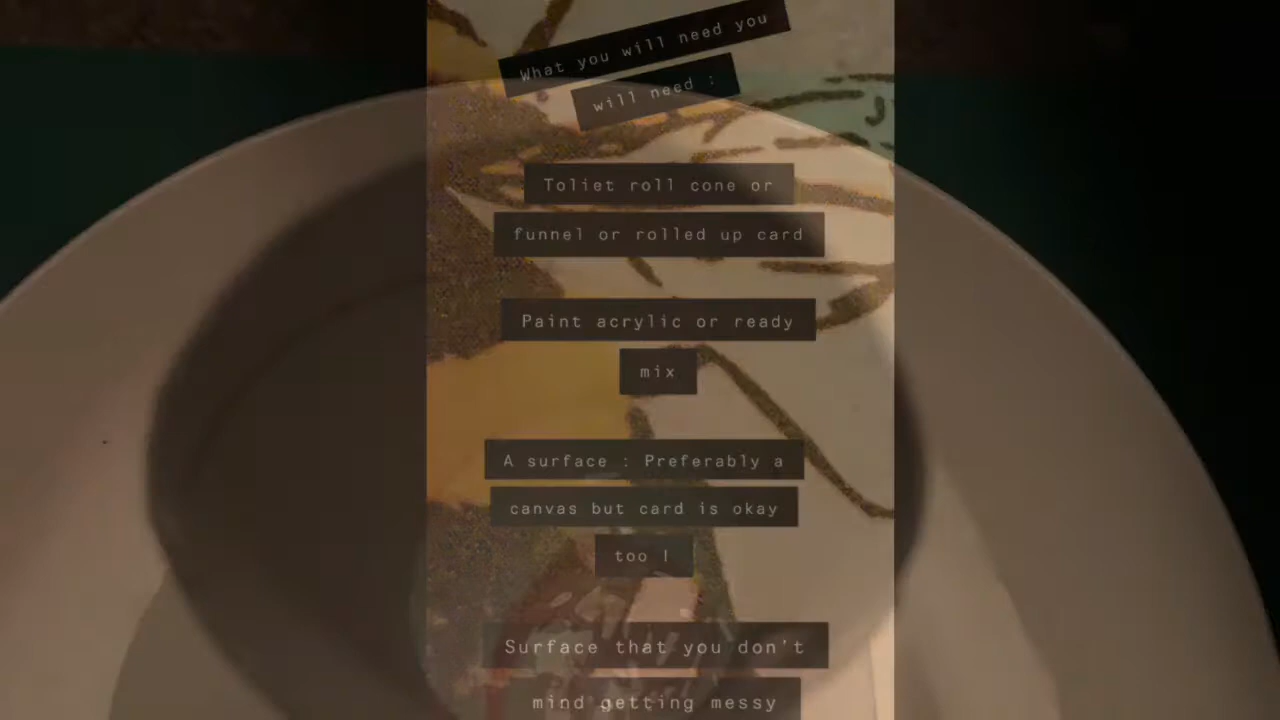 What you will need you
will need :
Toliet roll cone or
funnel or rolled up card
Paint acrylic or ready
mix
A surface : Preferably a
canvas but card is okay
too !
Surface that you don't
mind getting messy